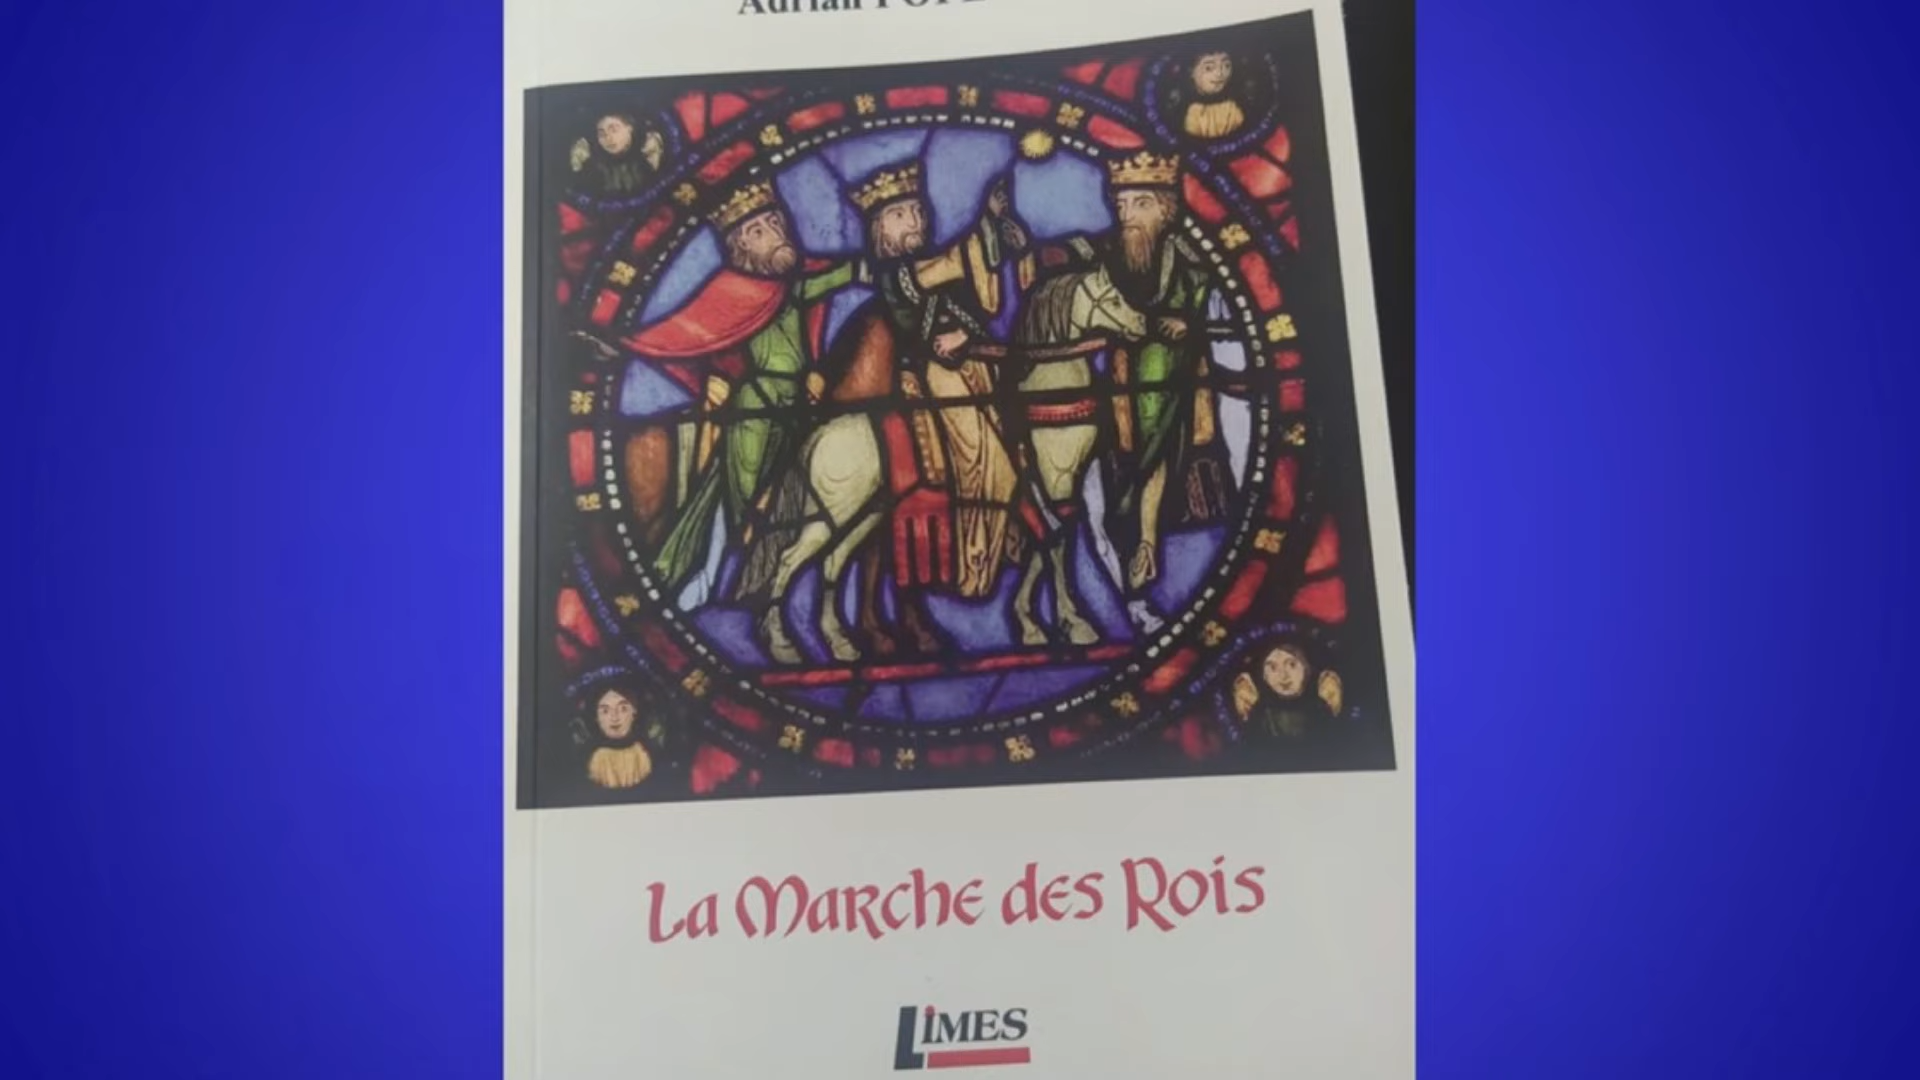 Adrian
La Marche des Rois
LIMES